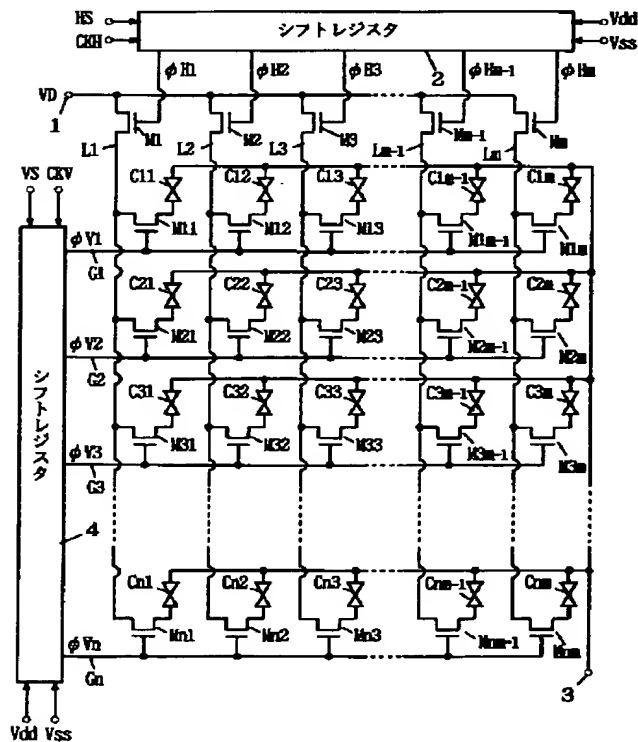 HS
CKH
シフトレジスタ
Vdd
Vss
2
φH1 φH2 φH3 φHm-1 φHm
VD
1
M1 M2 M3 Mm-1 Mm
L1 L2 L3 Lm-1 Lm
VS CKV
C11 C12 C13 C1m-1 C1m
M11 M12 M13 M1m-1 M1m
φV1
G1
C21 C22 C23 C2m-1 C2m
M21 M22 M23 M2m-1 M2m
φV2
G2
シフトレジスタ
C31 C32 C33 C3m-1 C3m
M31 M32 M33 M3m-1 M3m
φV3
G3
4
Cn1 Cn2 Cn3 Cnm-1 Cnm
Mn1 Mn2 Mn3 Mnm-1 Mnm
φVn
Gn
3
Vdd Vss